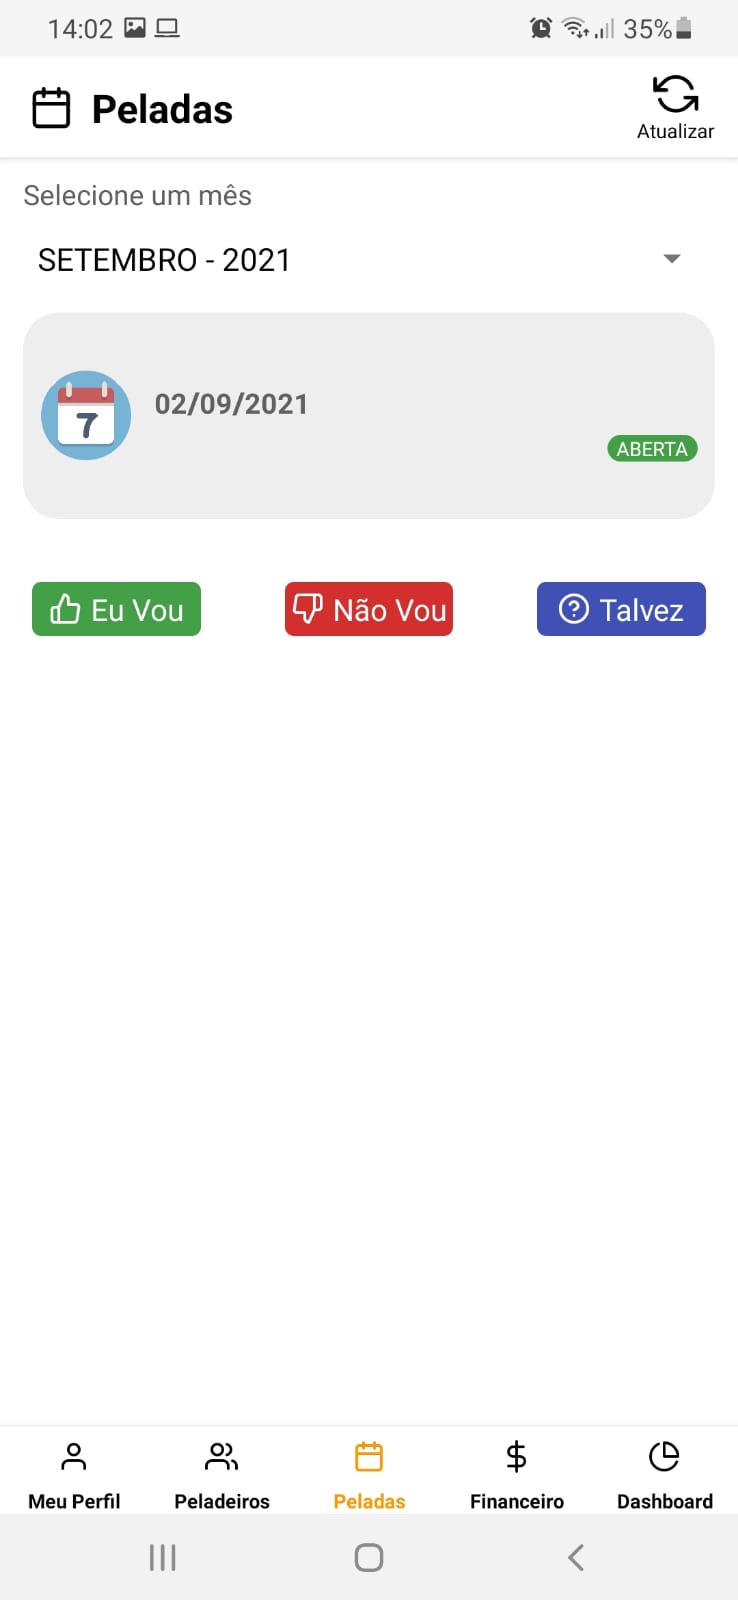 14:02
35%
Peladas
Atualizar
Selecione um mês
SETEMBRO - 2021
7
02/09/2021
ABERTA
Eu Vou
Não Vou
Talvez
Meu Perfil
Peladeiros
Peladas
Financeiro
Dashboard